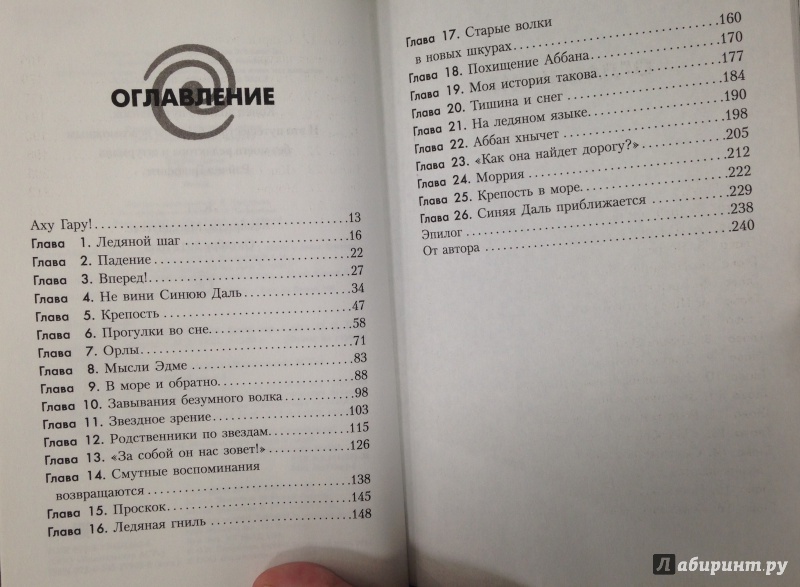 ОГЛАВЛЕНИЕ
Аху Гару!.....13
Глава 1. Ледяной шаг.....16
Глава 2. Падение.....22
Глава 3. Вперед!.....27
Глава 4. Не вини Синюю Даль.....34
Глава 5. Крепость.....47
Глава 6. Прогулки во сне.....58
Глава 7. Орлы.....71
Глава 8. Мысли Эдме.....83
Глава 9. В море и обратно.....88
Глава 10. Завывания безумного волка.....98
Глава 11. Звездное зрение.....103
Глава 12. Родственники по звездам.....115
Глава 13. «За собой он нас зовет!».....126
Глава 14. Смутные воспоминания
возвращаются.....138
Глава 15. Проскок.....145
Глава 16. Ледяная гниль.....148
Глава 17. Старые волки
в новых шкурах.....160
Глава 18. Похищение Аббана.....170
Глава 19. Моя история такова.....177
Глава 20. Тишина и снег.....184
Глава 21. На ледяном языке.....190
Глава 22. Аббан хнычет.....198
Глава 23. «Как она найдет дорогу?».....205
Глава 24. Моррия.....212
Глава 25. Крепость в море.....222
Глава 26. Синяя Даль приближается.....229
Эпилог.....238
От автора.....240
Лабиринт.ру